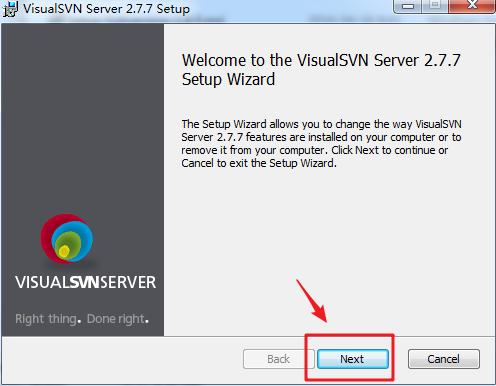 VisualSVN Server 2.7.7 Setup
Welcome to the VisualSVN Server 2.7.7
Setup Wizard
The Setup Wizard allows you to change the way VisualSVN
Server 2.7.7 features are installed on your computer or to
remove it from your computer. Click Next to continue or
Cancel to exit the Setup Wizard.
VISUALSVNSERVER
Right thing. Done right.
Back
Next
Cancel